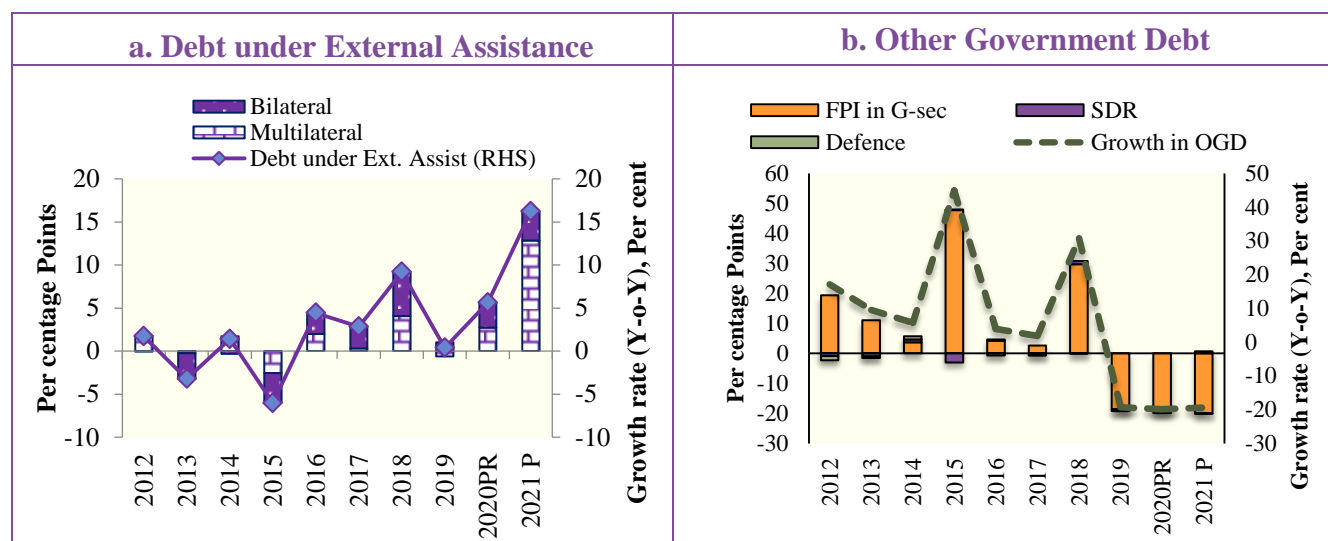 a. Debt under External Assistance
Bilateral
Multilateral
Debt under Ext. Assist (RHS)
Per centage Points
20
15
10
5
0
-5
-10
20
15
10
5
0
-5
-10
Growth rate (Y-o-Y), Per cent
2012
2013
2014
2015
2016
2017
2018
2019
2020PR
2021 P
b. Other Government Debt
FPI in G-sec
SDR
Defence
Growth in OGD
Per centage Points
60
50
40
30
20
10
0
-10
-20
-30
50
40
30
20
10
0
-10
-20
-30
Growth rate (Y-o-Y), Per cent
2012
2013
2014
2015
2016
2017
2018
2019
2020PR
2021 P